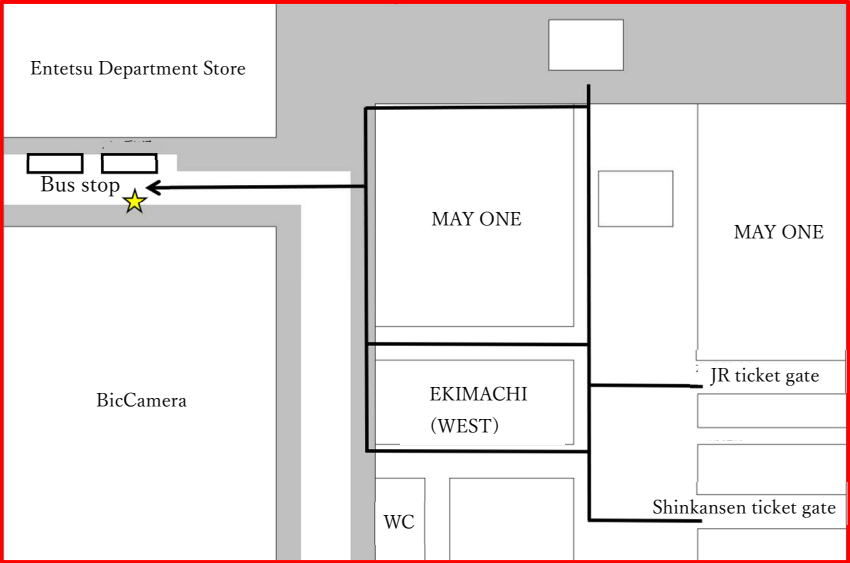 Entetsu Department Store
Bus stop
MAY ONE
MAY ONE
JR ticket gate
EKIMACHI
(WEST)
BicCamera
Shinkansen ticket gate
WC